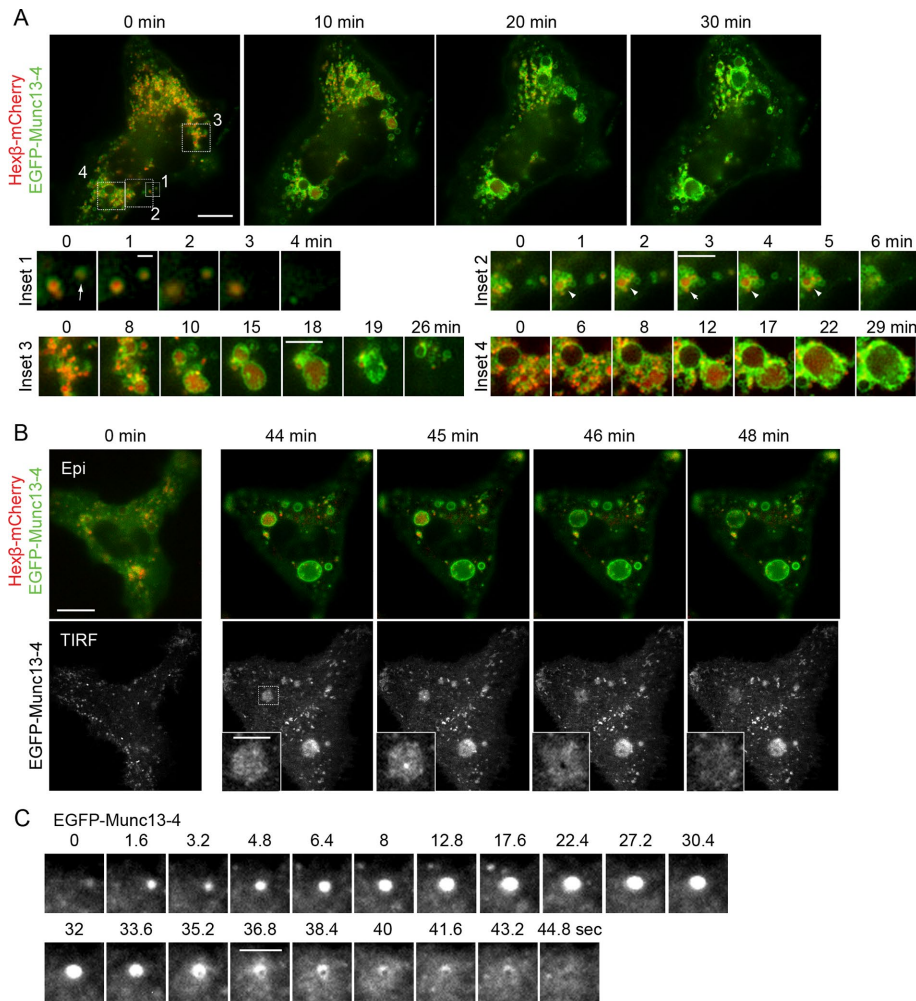 A
0 min 10 min 20 min 30 min
Hexβ-mCherry
EGFP-Munc13-4
3
4
1
2
0 1 2 3 4 min
Inset 1
0 1 2 3 4 5 6 min
Inset 2
0 8 10 15 18 19 26 min
Inset 3
0 6 8 12 17 22 29 min
Inset 4
B
0 min 44 min 45 min 46 min 48 min
Hexβ-mCherry
EGFP-Munc13-4
Epi
EGFP-Munc13-4
TIRF
C
EGFP-Munc13-4
0 1.6 3.2 4.8 6.4 8 12.8 17.6 22.4 27.2 30.4
32 33.6 35.2 36.8 38.4 40 41.6 43.2 44.8 sec